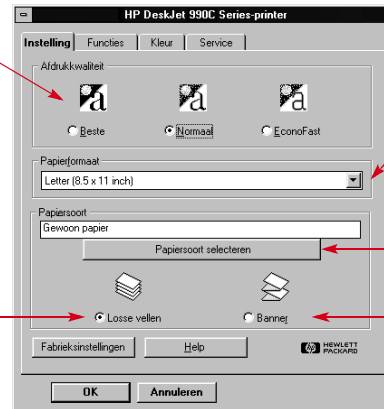 HP DeskJet 990C Series-printer
Instelling Functies Kleur Service
Afdrukkwaliteit
Beste Normaal EconoFast
Papierformaat
Letter (8.5 x 11 inch)
Papiersoort
Gewoon papier
Papiersoort selecteren
Losse vellen Banner
Fabrieksinstellingen Help hp HEWLETT
PACKARD
OK Annuleren